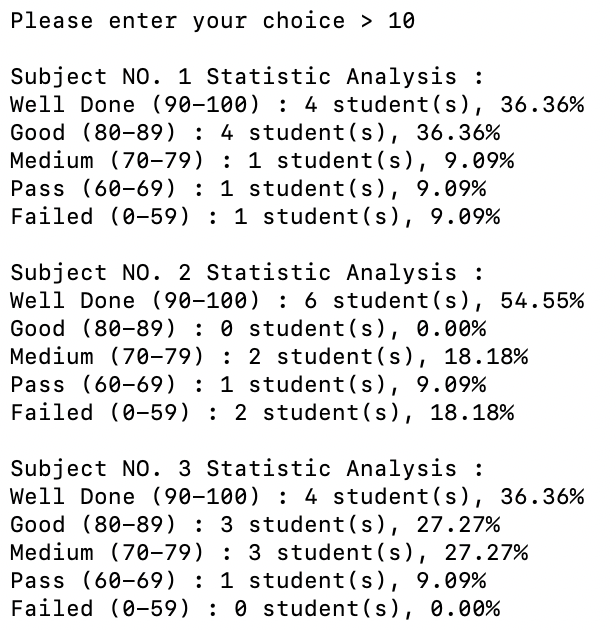 Please enter your choice > 10
Subject NO. 1 Statistic Analysis :
Well Done (90-100) : 4 student(s), 36.36%
Good (80-89) : 4 student(s), 36.36%
Medium (70-79) : 1 student(s), 9.09%
Pass (60-69) : 1 student(s), 9.09%
Failed (0-59) : 1 student(s), 9.09%
Subject NO. 2 Statistic Analysis :
Well Done (90-100) : 6 student(s), 54.55%
Good (80-89) : 0 student(s), 0.00%
Medium (70-79) : 2 student(s), 18.18%
Pass (60-69) : 1 student(s), 9.09%
Failed (0-59) : 2 student(s), 18.18%
Subject NO. 3 Statistic Analysis :
Well Done (90-100) : 4 student(s), 36.36%
Good (80-89) : 3 student(s), 27.27%
Medium (70-79) : 3 student(s), 27.27%
Pass (60-69) : 1 student(s), 9.09%
Failed (0-59) : 0 student(s), 0.00%